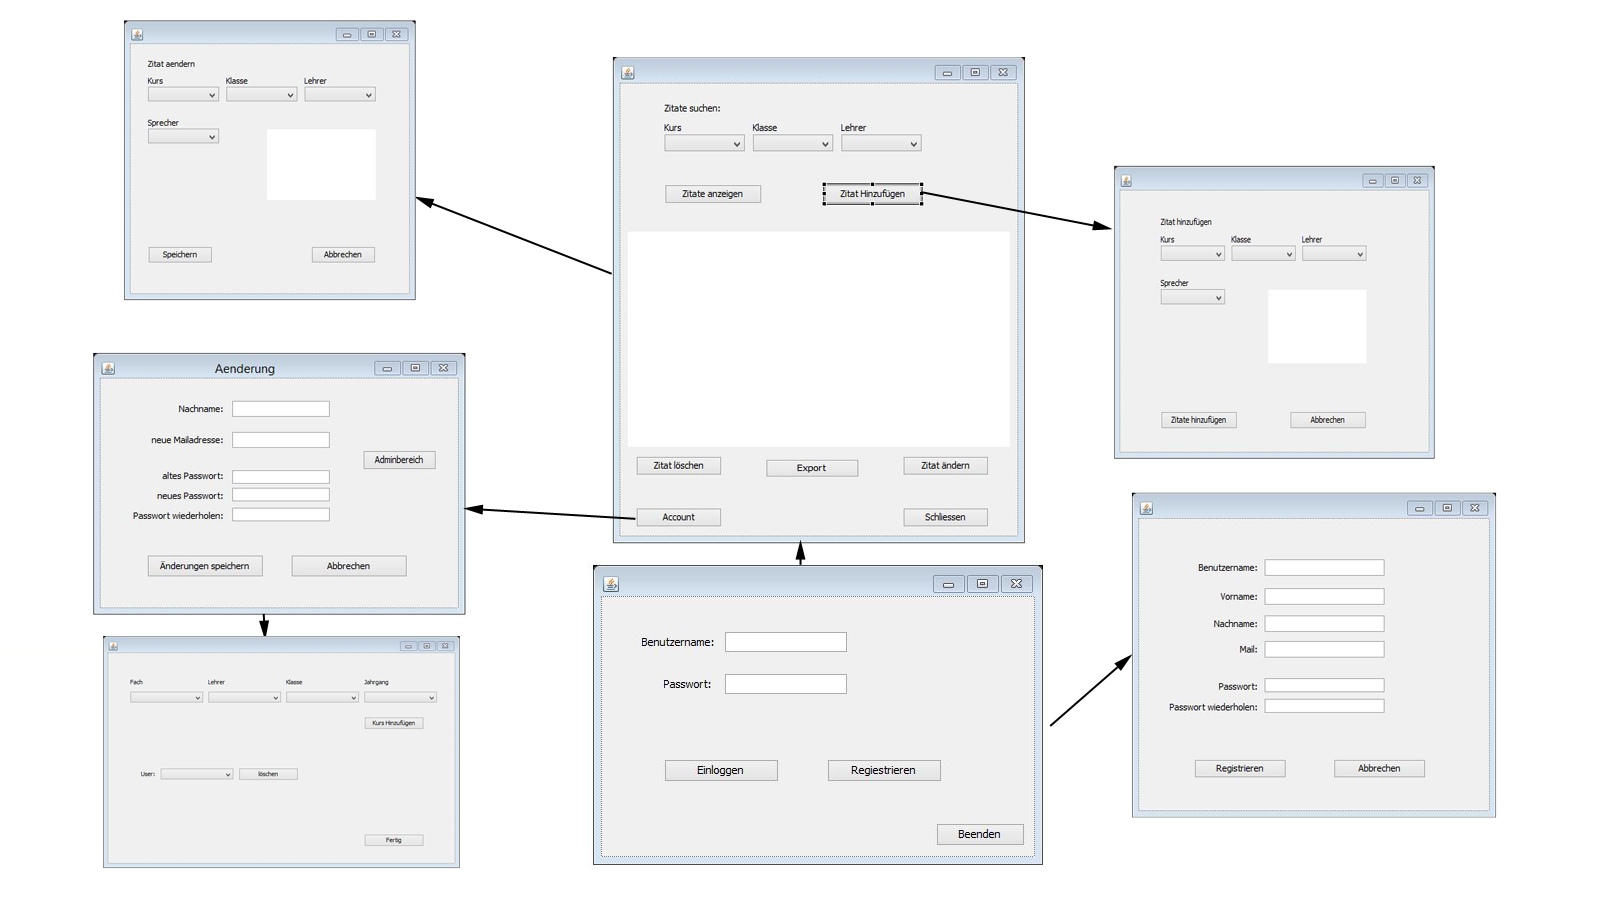 Zitat aendern
Kurs Klasse Lehrer
Sprecher
Speichern Abbrechen
Zitate suchen:
Kurs Klasse Lehrer
Zitate anzeigen Zitat Hinzufügen
Zitat löschen Export Zitat ändern
Account Schliessen
Zitat hinzufügen
Kurs Klasse Lehrer
Sprecher
Zitate hinzufügen Abbrechen
Aenderung
Nachname:
neue Mailadresse:
Adminbereich
altes Passwort:
neues Passwort:
Passwort wiederholen:
Änderungen speichern Abbrechen
Fach Lehrer Klasse Jahrgang
Kurs Hinzufügen
User: löschen
Fertig
Benutzername:
Passwort:
Einloggen Regiestrieren
Beenden
Benutzername:
Vorname:
Nachname:
Mail:
Passwort:
Passwort wiederholen:
Registrieren Abbrechen